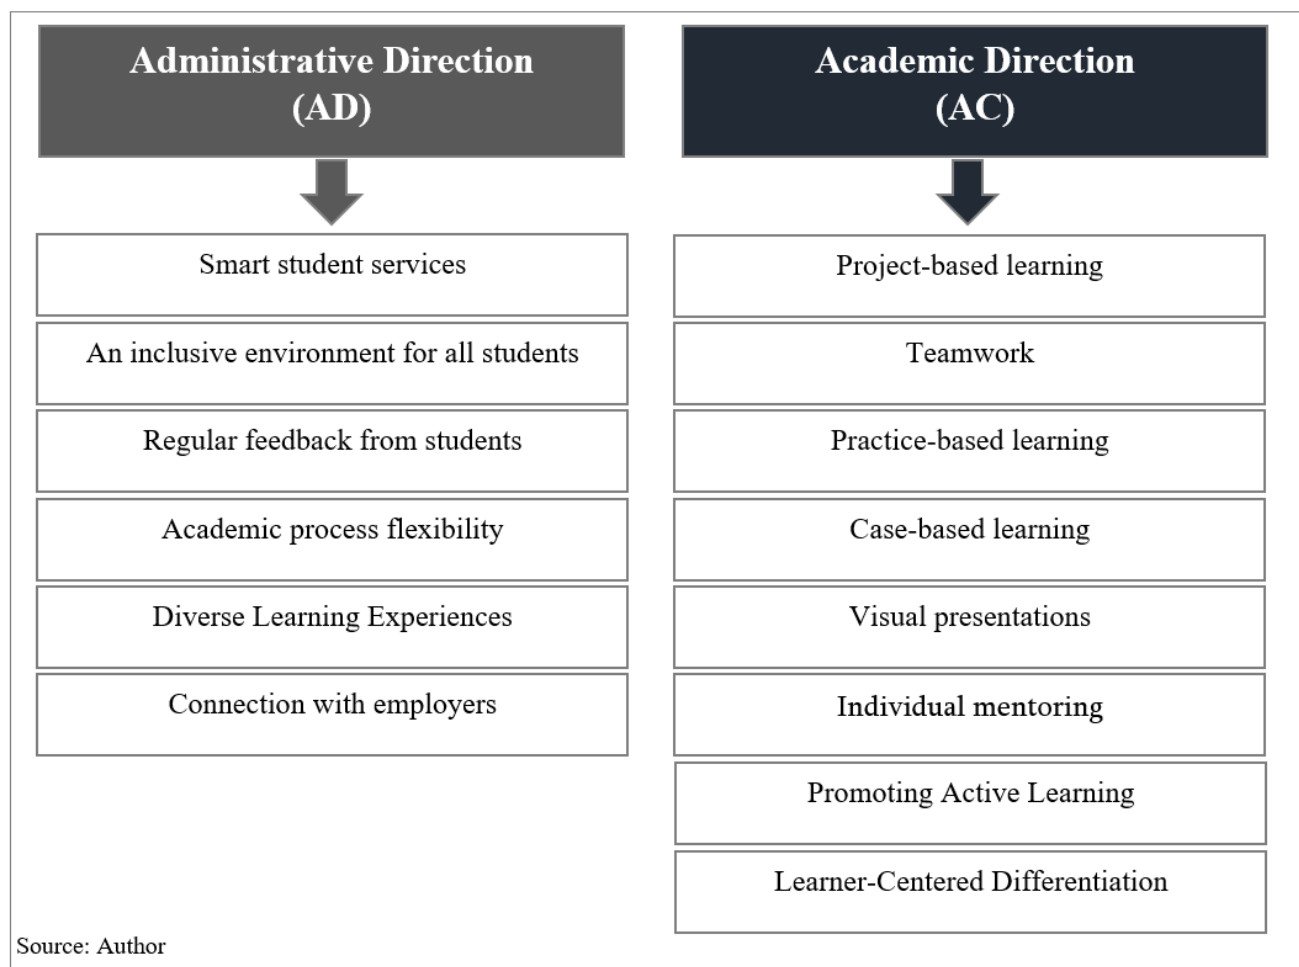 Administrative Direction
(AD)
Smart student services
An inclusive environment for all students
Regular feedback from students
Academic process flexibility
Diverse Learning Experiences
Connection with employers
Academic Direction
(AC)
Project-based learning
Teamwork
Practice-based learning
Case-based learning
Visual presentations
Individual mentoring
Promoting Active Learning
Learner-Centered Differentiation
Source: Author